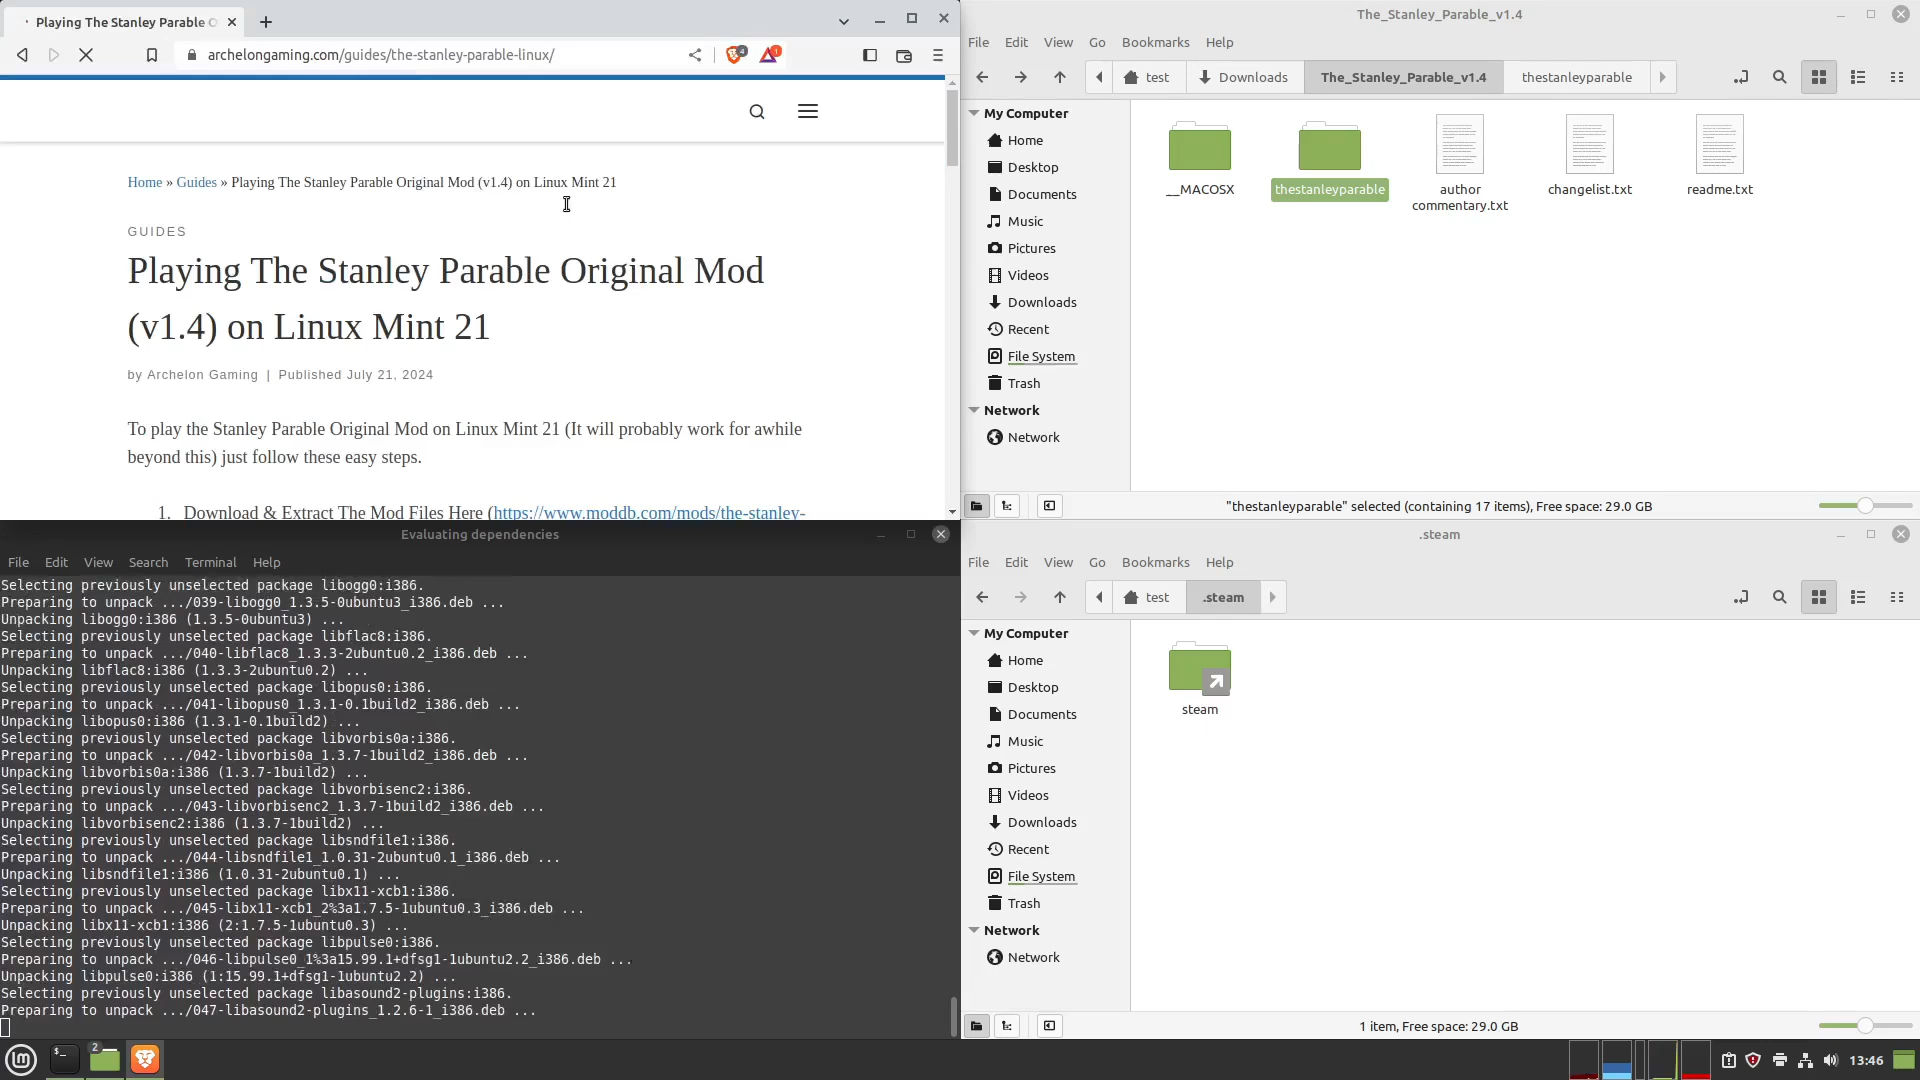 Playing The Stanley Parable O
archelongaming.com/guides/the-stanley-parable-linux/
4
1
Home » Guides » Playing The Stanley Parable Original Mod (v1.4) on Linux Mint 21
GUIDES
Playing The Stanley Parable Original Mod
(v1.4) on Linux Mint 21
by Archelon Gaming | Published July 21, 2024
To play the Stanley Parable Original Mod on Linux Mint 21 (It will probably work for awhile
beyond this) just follow these easy steps.
1. Download & Extract The Mod Files Here (https://www.moddb.com/mods/the-stanley-
The_Stanley_Parable_v1.4
File Edit View Go Bookmarks Help
test Downloads The_Stanley_Parable_v1.4 thestanleyparable
My Computer
Home
Desktop
Documents
Music
Pictures
Videos
Downloads
Recent
File System
Trash
Network
Network
__MACOSX
thestanleyparable
author
commentary.txt
changelist.txt
readme.txt
"thestanleyparable" selected (containing 17 items), Free space: 29.0 GB
Evaluating dependencies
File Edit View Search Terminal Help
Selecting previously unselected package libogg0:i386.
Preparing to unpack .../039-libogg0_1.3.5-0ubuntu3_i386.deb ...
Unpacking libogg0:i386 (1.3.5-0ubuntu3) ...
Selecting previously unselected package libflac8:i386.
Preparing to unpack .../040-libflac8_1.3.3-2ubuntu0.2_i386.deb ...
Unpacking libflac8:i386 (1.3.3-2ubuntu0.2) ...
Selecting previously unselected package libopus0:i386.
Preparing to unpack .../041-libopus0_1.3.1-0.1build2_i386.deb ...
Unpacking libopus0:i386 (1.3.1-0.1build2) ...
Selecting previously unselected package libvorbis0a:i386.
Preparing to unpack .../042-libvorbis0a_1.3.7-1build2_i386.deb ...
Unpacking libvorbis0a:i386 (1.3.7-1build2) ...
Selecting previously unselected package libvorbisenc2:i386.
Preparing to unpack .../043-libvorbisenc2_1.3.7-1build2_i386.deb ...
Unpacking libvorbisenc2:i386 (1.3.7-1build2) ...
Selecting previously unselected package libsndfile1:i386.
Preparing to unpack .../044-libsndfile1_1.0.31-2ubuntu0.1_i386.deb ...
Unpacking libsndfile1:i386 (1.0.31-2ubuntu0.1) ...
Selecting previously unselected package libx11-xcb1:i386.
Preparing to unpack .../045-libx11-xcb1_2%3a1.7.5-1ubuntu0.3_i386.deb ...
Unpacking libx11-xcb1:i386 (2:1.7.5-1ubuntu0.3) ...
Selecting previously unselected package libpulse0:i386.
Preparing to unpack .../046-libpulse0_1%3a15.99.1+dfsg1-1ubuntu2.2_i386.deb ...
Unpacking libpulse0:i386 (1:15.99.1+dfsg1-1ubuntu2.2) ...
Selecting previously unselected package libasound2-plugins:i386.
Preparing to unpack .../047-libasound2-plugins_1.2.6-1_i386.deb ...
.steam
File Edit View Go Bookmarks Help
test .steam
My Computer
Home
Desktop
Documents
Music
Pictures
Videos
Downloads
Recent
File System
Trash
Network
Network
steam
1 item, Free space: 29.0 GB
2
13:46